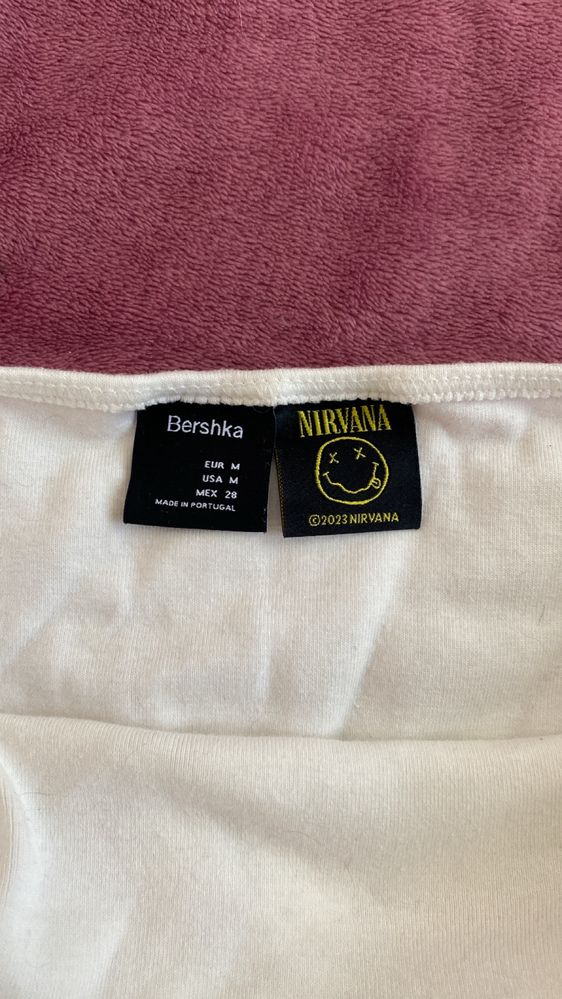 Bershka
EUR M
USA M
MEX 28
MADE IN PORTUGAL
NIRVANA
©2023 NIRVANA